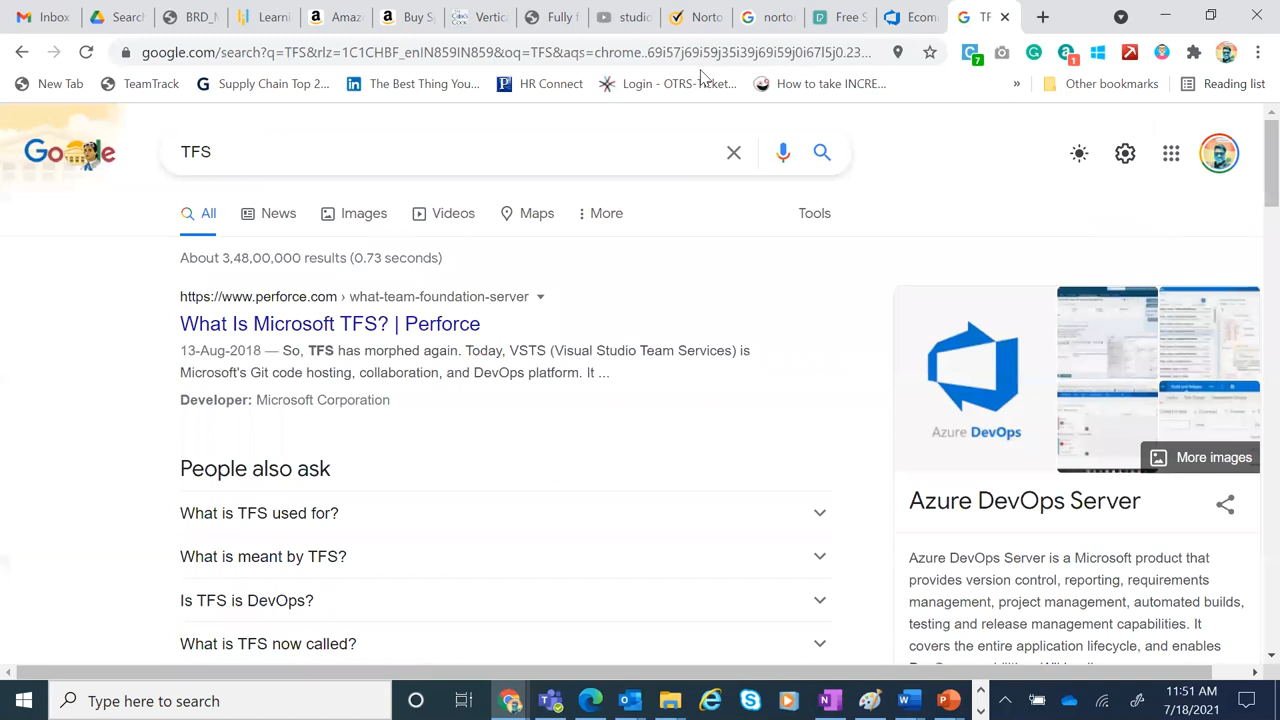 Inbox
Search
BRD_N
Learni
Amazo
Buy Sp
Vertic
Fully f
studio
Norto
norto
Free S
Ecom
TF
google.com/search?q=TFS&rlz=1C1CHBF_enIN859IN859&oq=TFS&aqs=chrome..69i57j69i59j35i39j69i59j0i67l5j0.23...
7
1
New Tab
TeamTrack
Supply Chain Top 2...
The Best Thing You...
HR Connect
Login - OTRS-Ticket...
How to take INCRE...
»
Other bookmarks
Reading list
TFS
All
News
Images
Videos
Maps
More
Tools
About 3,48,00,000 results (0.73 seconds)
https://www.perforce.com › what-team-foundation-server
What Is Microsoft TFS? | Perforce
13-Aug-2018 — So, TFS has morphed again. Today, VSTS (Visual Studio Team Services) is
Microsoft's Git code hosting, collaboration, and DevOps platform. It ...
Developer: Microsoft Corporation
People also ask
What is TFS used for?
What is meant by TFS?
Is TFS is DevOps?
What is TFS now called?
Azure DevOps
More images
Azure DevOps Server
Azure DevOps Server is a Microsoft product that
provides version control, reporting, requirements
management, project management, automated builds,
testing and release management capabilities. It
covers the entire application lifecycle, and enables
Type here to search
11:51 AM
7/18/2021